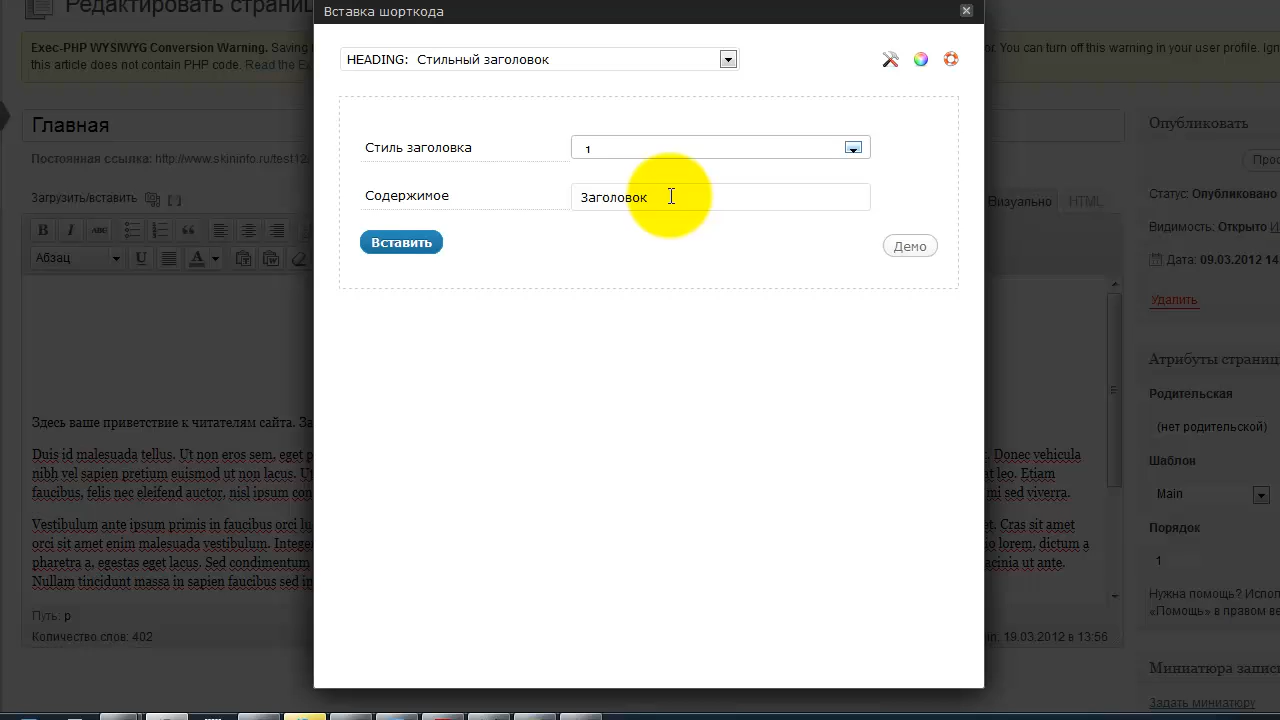 Редактировать страниц
Вставка шорткода
Exec-PHP WYSIWYG Conversion Warning. Saving
or. You can turn off this warning in your user profile. Ign
this article does not contain PHP code. Read the Ex
HEADING: Стильный заголовок
Главная
Постоянная ссылка: http://www.skininfo.ru/test12/
Загрузить/вставить
Визуально
HTML
Абзац
Стиль заголовка
1
Содержимое
Заголовок
Вставить
Демо
Здесь ваше приветствие к читателям сайта. За
Duis id malesuada tellus. Ut non eros sem, eget p
. Donec vehicula
nibh vel sapien pretium euismod ut non lacus. Ut
at leo. Etiam
faucibus, felis nec eleifend auctor, nisl ipsum con
mi sed viverra.
Vestibulum ante ipsum primis in faucibus orci lu
t. Cras sit amet
orci sit amet enim malesuada vestibulum. Integer
io lorem, dictum a
pharetra a, egestas eget lacus. Sed condimentum
acinia ut ante.
Nullam tincidunt massa in sapien faucibus sed in
Путь: p
Количество слов: 402
19.03.2012 в 13:56
Опубликовать
Прос
Статус: Опубликовано
Видимость: Открыто И
Дата: 09.03.2012 14
Удалить
Атрибуты страниц
Родительская
(нет родительской)
Шаблон
Main
Порядок
1
Нужна помощь? Испол
«Помощь» в правом ве
Миниатюра запис
Задать миниатюру